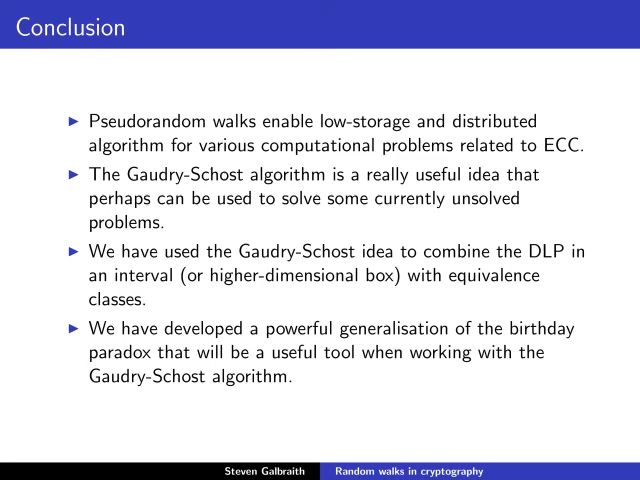 Conclusion
Pseudorandom walks enable low-storage and distributed
algorithm for various computational problems related to ECC.
The Gaudry-Schost algorithm is a really useful idea that
perhaps can be used to solve some currently unsolved
problems.
We have used the Gaudry-Schost idea to combine the DLP in
an interval (or higher-dimensional box) with equivalence
classes.
We have developed a powerful generalisation of the birthday
paradox that will be a useful tool when working with the
Gaudry-Schost algorithm.
Steven Galbraith Random walks in cryptography